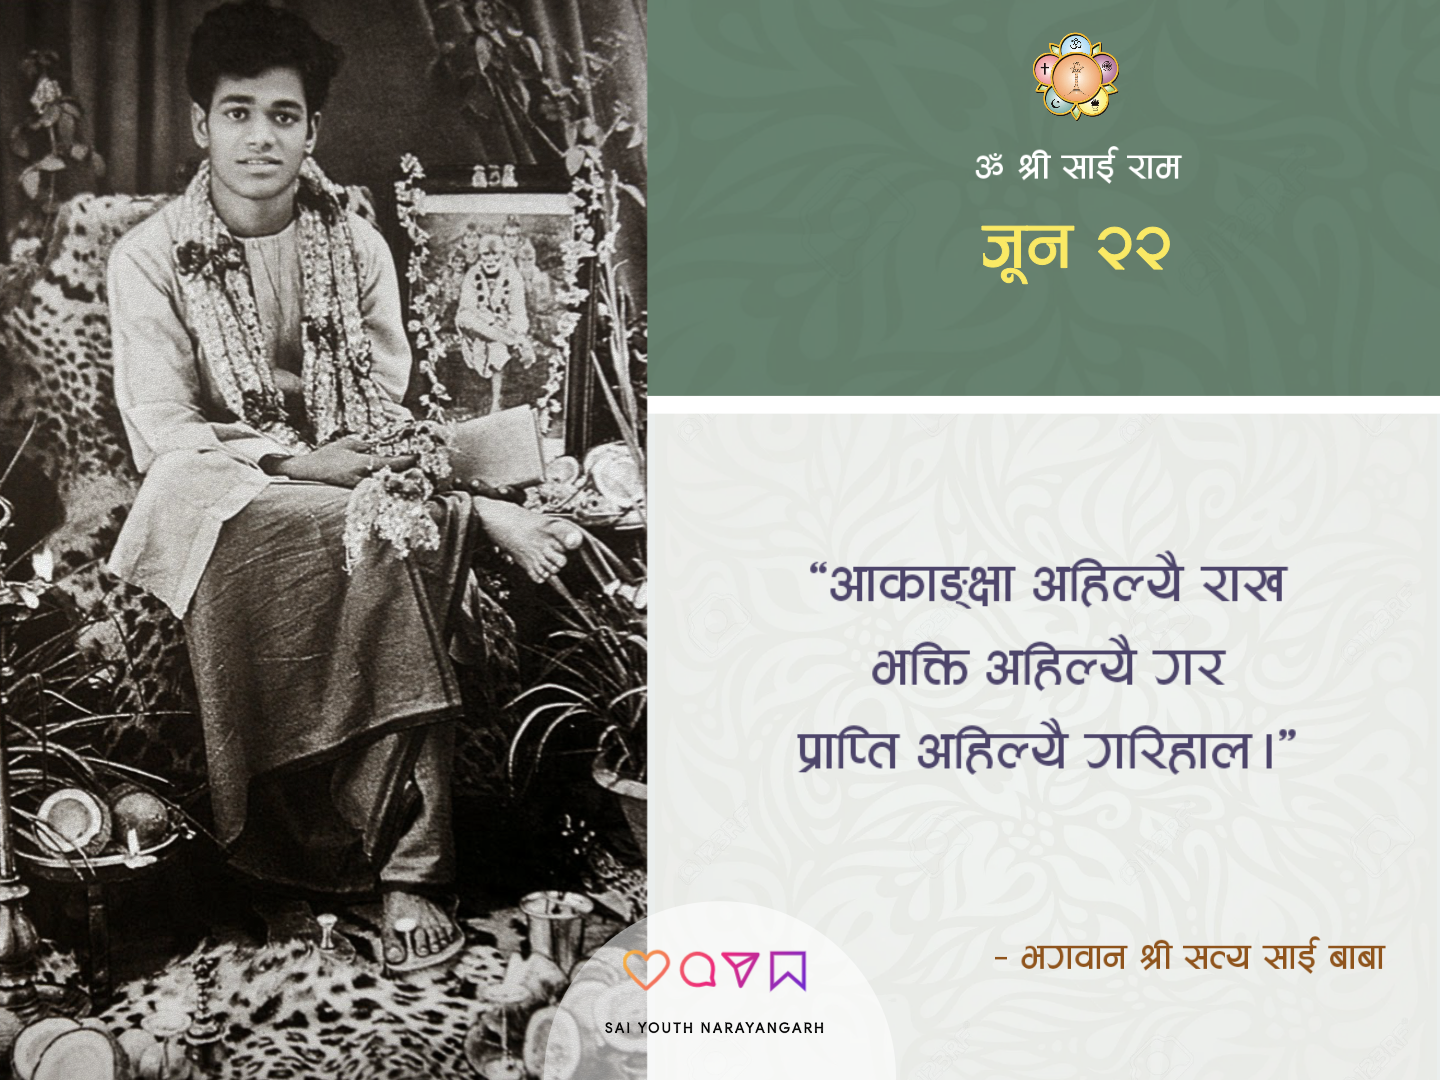 ॐ श्री साई राम
जून २२
“आकाङ्क्षा अहिल्यै राख
भक्ति अहिल्यै गर
प्राप्ति अहिल्यै गरिहाल।”
- भगवान श्री सत्य साई बाबा
SAI YOUTH NARAYANGARH